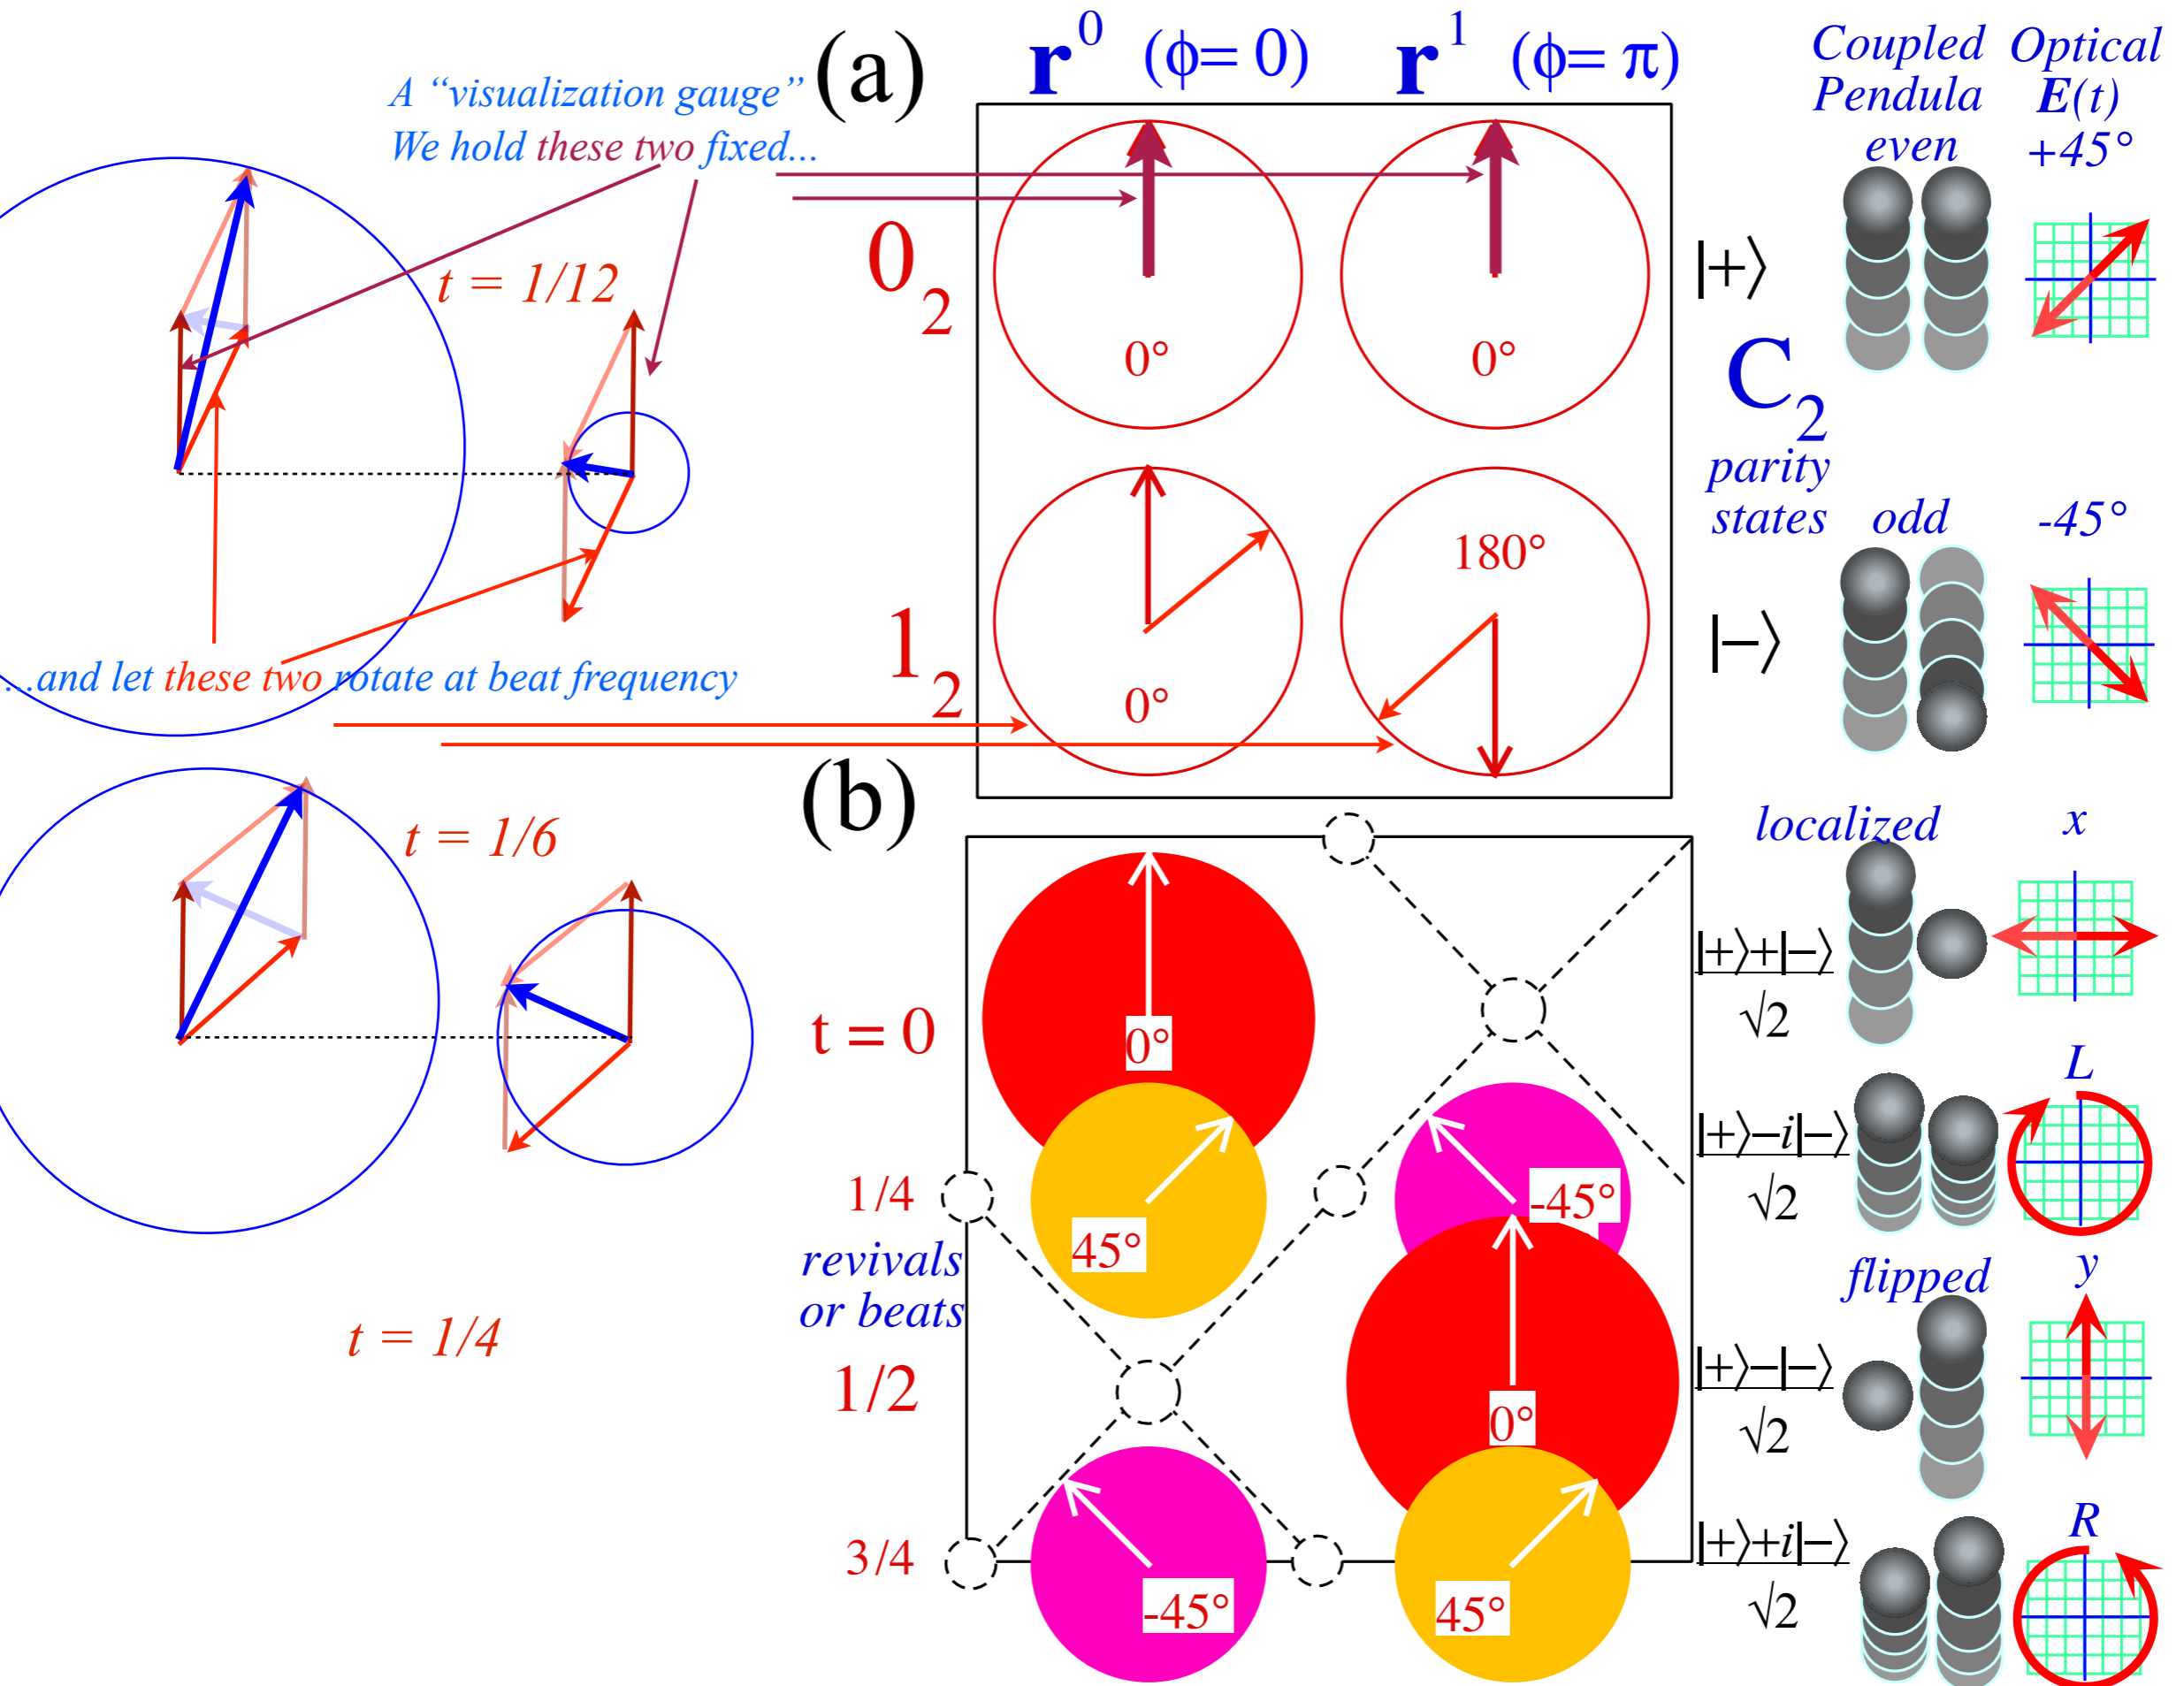 A “visualization gauge”
We hold these two fixed...
t = 1/12
...and let these two rotate at beat frequency
t = 1/6
t = 1/4
(a)
r⁰ (ϕ= 0) r¹ (ϕ= π)
0₂
0°
0°
1₂
0°
180°
|+⟩
C₂
parity
states
|−⟩
Coupled
Pendula
even
Optical
E(t)
+45°
odd
-45°
(b)
t = 0
0°
1/4
45°
-45°
revivals
or beats
1/2
0°
3/4
-45°
45°
localized
x
|+⟩+|−⟩
√2
L
|+⟩−i|−⟩
√2
flipped
y
|+⟩−|−⟩
√2
R
|+⟩+i|−⟩
√2